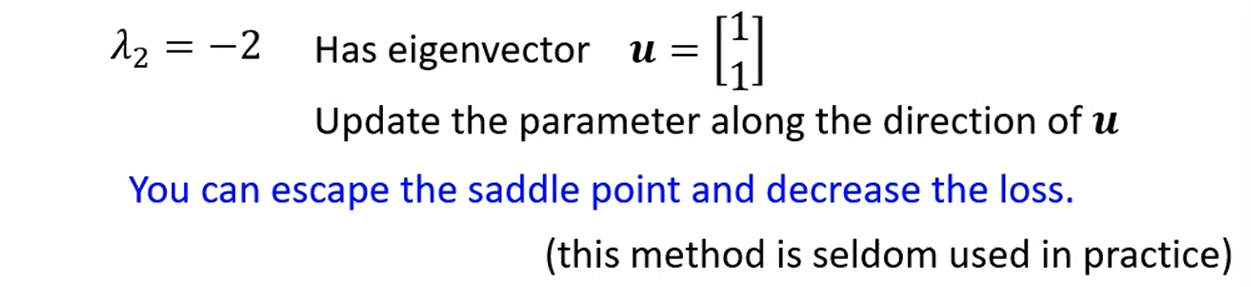 λ₂ = −2 Has eigenvector u = [1 1]
Update the parameter along the direction of u
You can escape the saddle point and decrease the loss.
(this method is seldom used in practice)